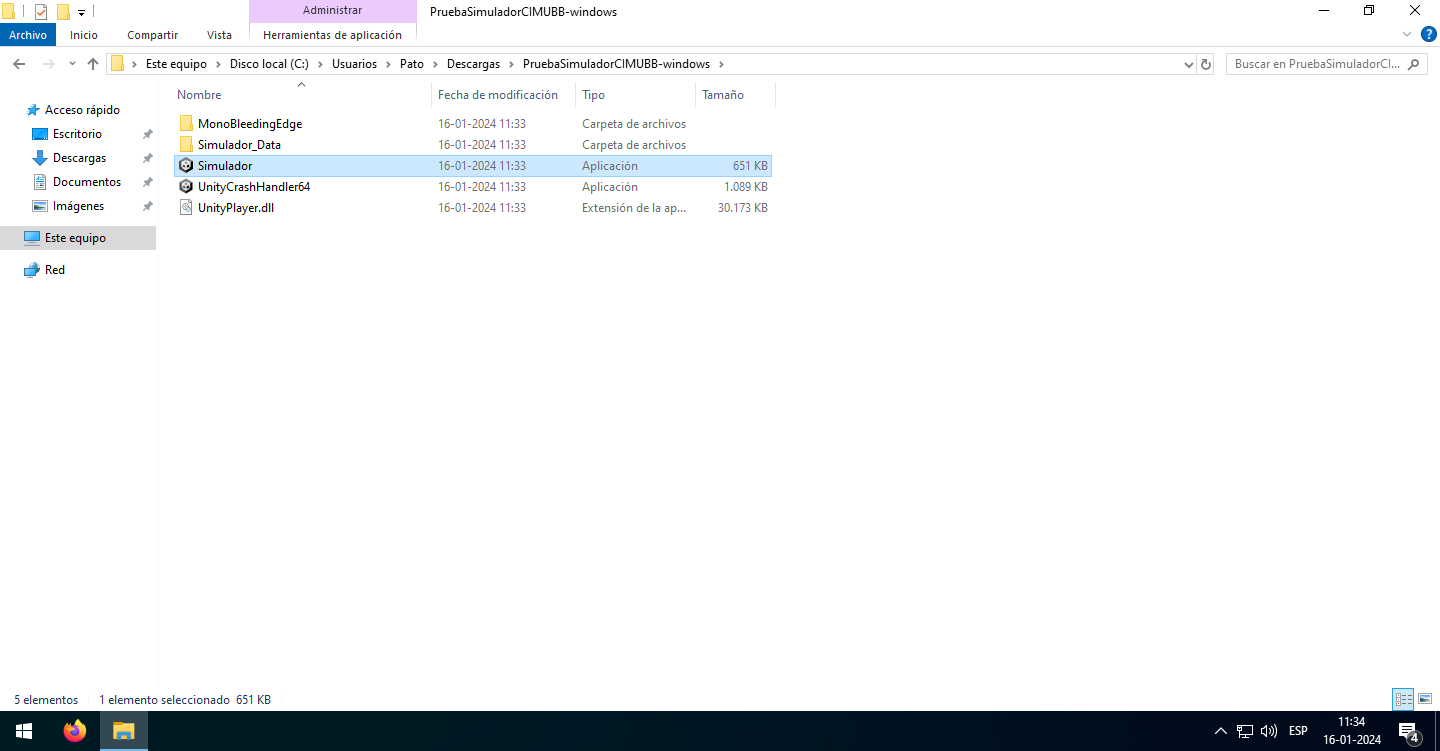 Administrar
PruebaSimuladorCIMUBB-windows
Archivo
Inicio
Compartir
Vista
Herramientas de aplicación
Este equipo
Disco local (C:)
Usuarios
Pato
Descargas
PruebaSimuladorCIMUBB-windows
Buscar en PruebaSimuladorCI...
Nombre
Fecha de modificación
Tipo
Tamaño
Acceso rápido
Escritorio
Descargas
Documentos
Imágenes
Este equipo
Red
MonoBleedingEdge 16-01-2024 11:33 Carpeta de archivos
Simulador_Data 16-01-2024 11:33 Carpeta de archivos
Simulador 16-01-2024 11:33 Aplicación 651 KB
UnityCrashHandler64 16-01-2024 11:33 Aplicación 1.089 KB
UnityPlayer.dll 16-01-2024 11:33 Extensión de la ap... 30.173 KB
5 elementos
1 elemento seleccionado 651 KB
ESP
11:34
16-01-2024
4